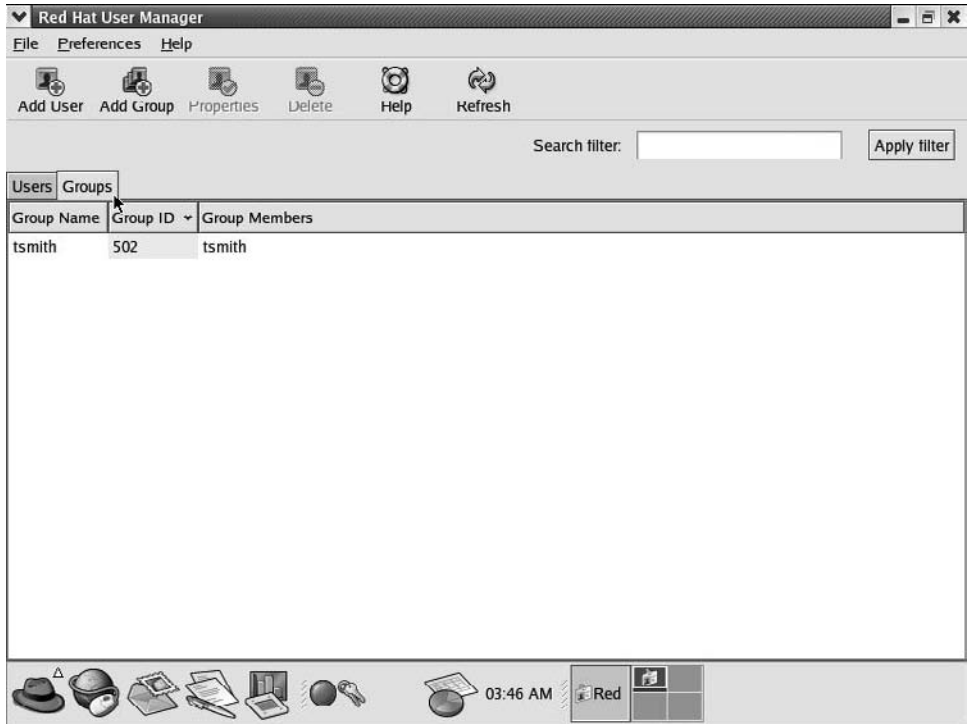 Red Hat User Manager
File Preferences Help
Add User Add Group Properties Delete Help Refresh
Search filter: Apply filter
Users Groups
Group Name Group ID Group Members
tsmith 502 tsmith
03:46 AM Red